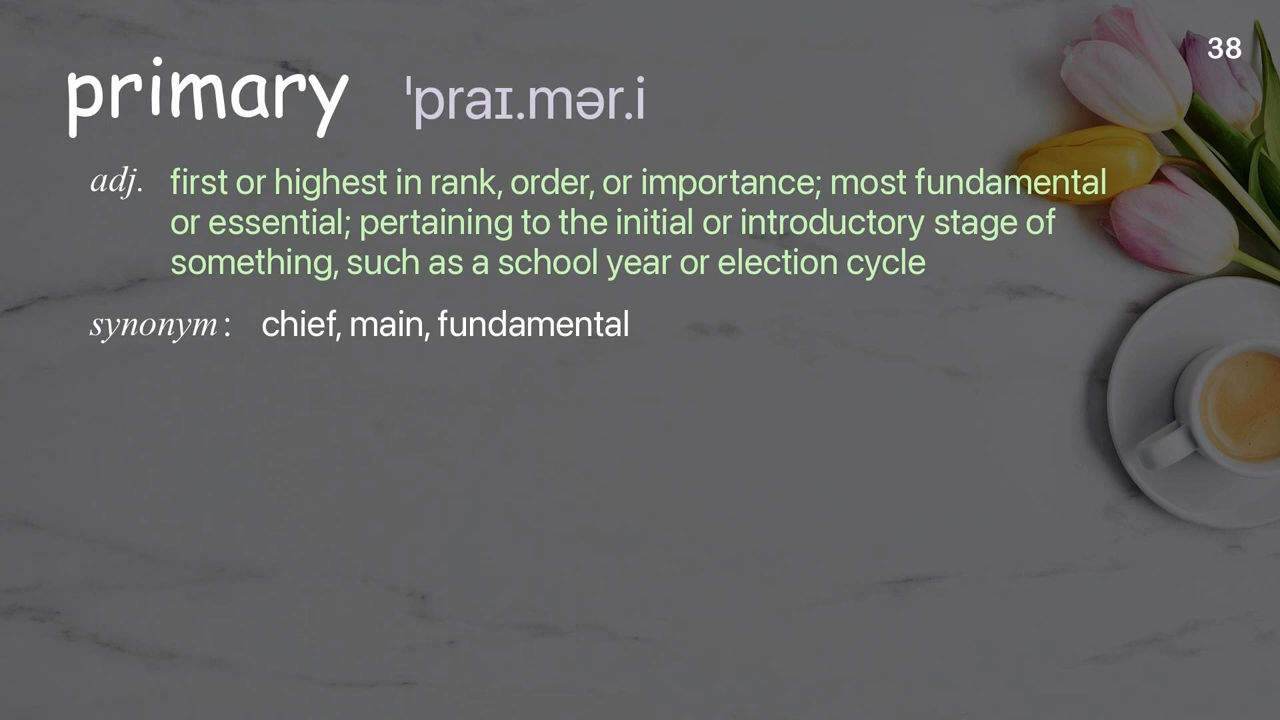 38
primary ˈpraɪ.mər.i
adj. first or highest in rank, order, or importance; most fundamental
or essential; pertaining to the initial or introductory stage of
something, such as a school year or election cycle
synonym: chief, main, fundamental